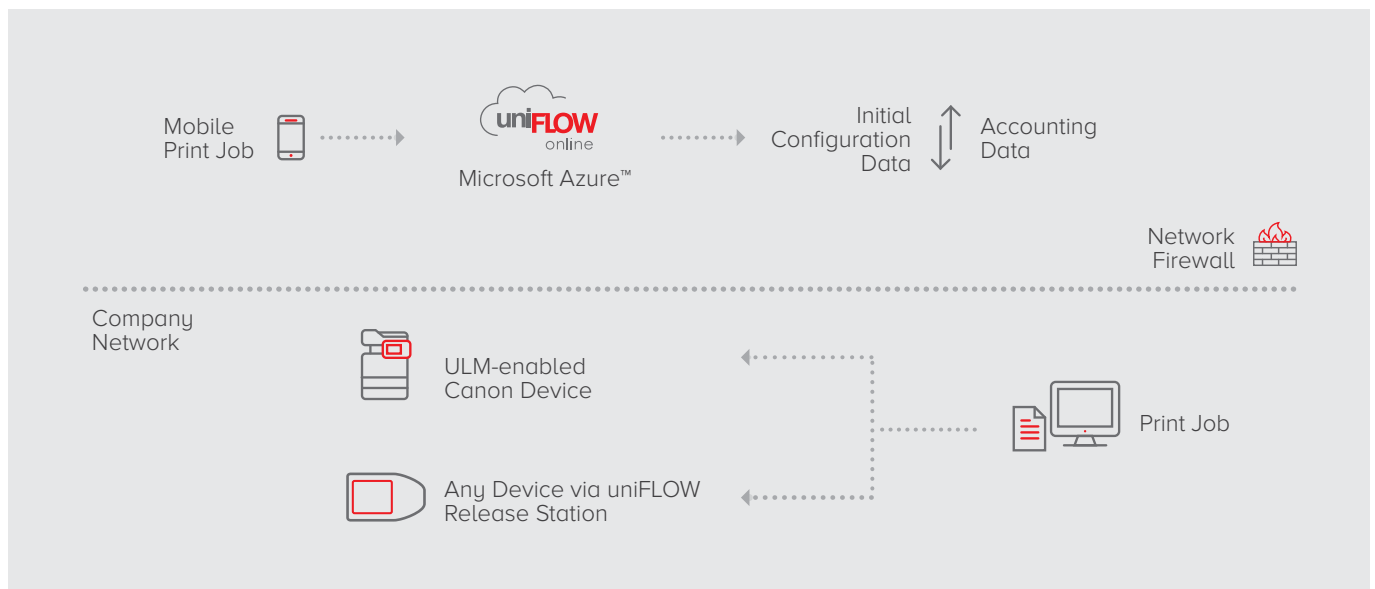 Mobile
Print Job
uniFLOW
online
Microsoft Azure™
Initial
Configuration
Data
Accounting
Data
Network
Firewall
Company
Network
ULM-enabled
Canon Device
Print Job
Any Device via uniFLOW
Release Station